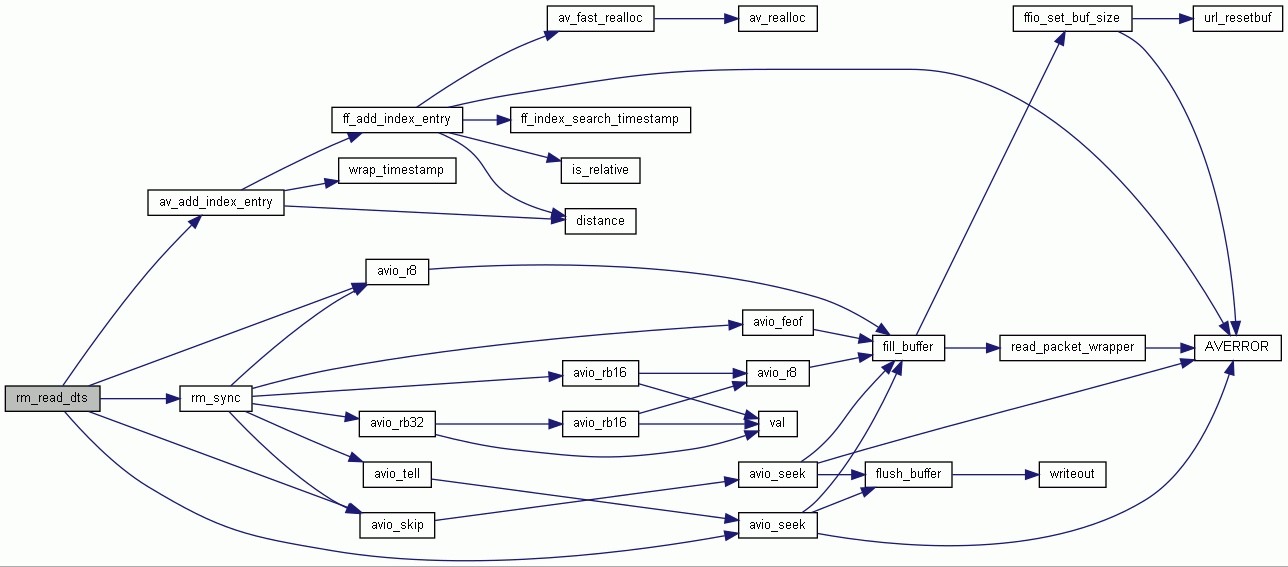 av_fast_realloc
av_realloc
ffio_set_buf_size
url_resetbuf
ff_add_index_entry
ff_index_search_timestamp
wrap_timestamp
is_relative
av_add_index_entry
distance
avio_r8
avio_feof
fill_buffer
read_packet_wrapper
AVERROR
avio_rb16
avio_r8
rm_read_dts
rm_sync
avio_rb32
avio_rb16
val
avio_tell
avio_seek
flush_buffer
writeout
avio_skip
avio_seek